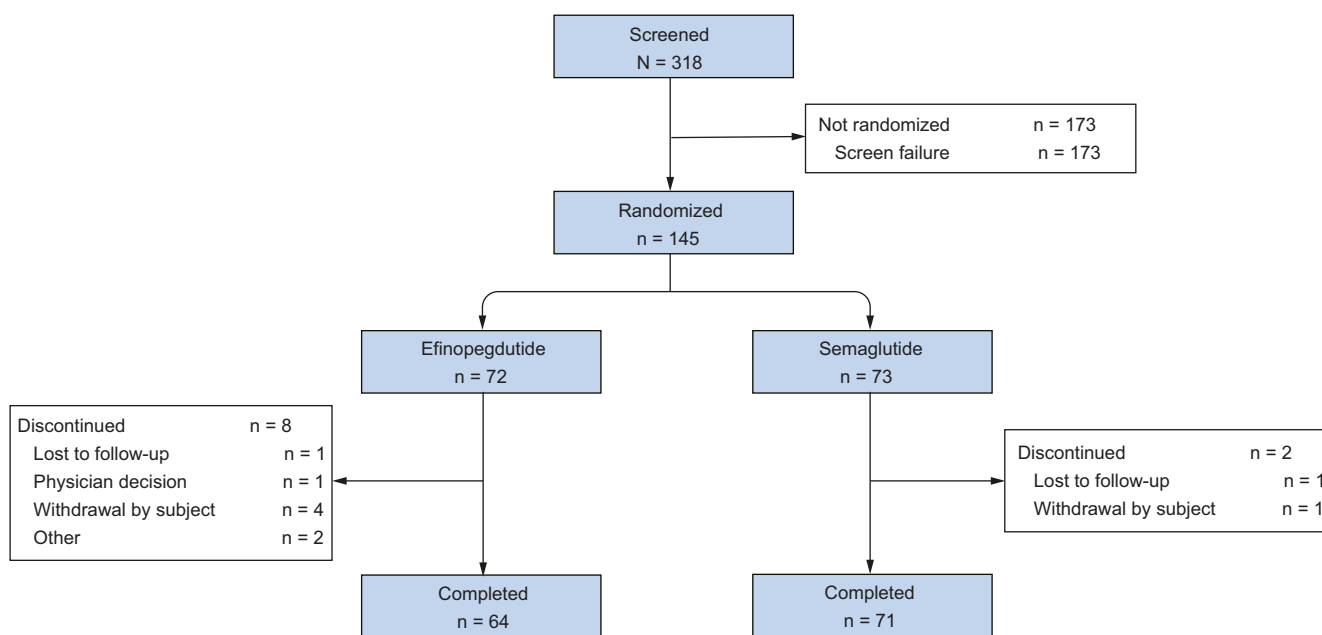 Screened
N = 318
Not randomized n = 173
Screen failure n = 173
Randomized
n = 145
Efinopegdutide
n = 72
Semaglutide
n = 73
Discontinued n = 8
Lost to follow-up n = 1
Physician decision n = 1
Withdrawal by subject n = 4
Other n = 2
Discontinued n = 2
Lost to follow-up n = 1
Withdrawal by subject n = 1
Completed
n = 64
Completed
n = 71